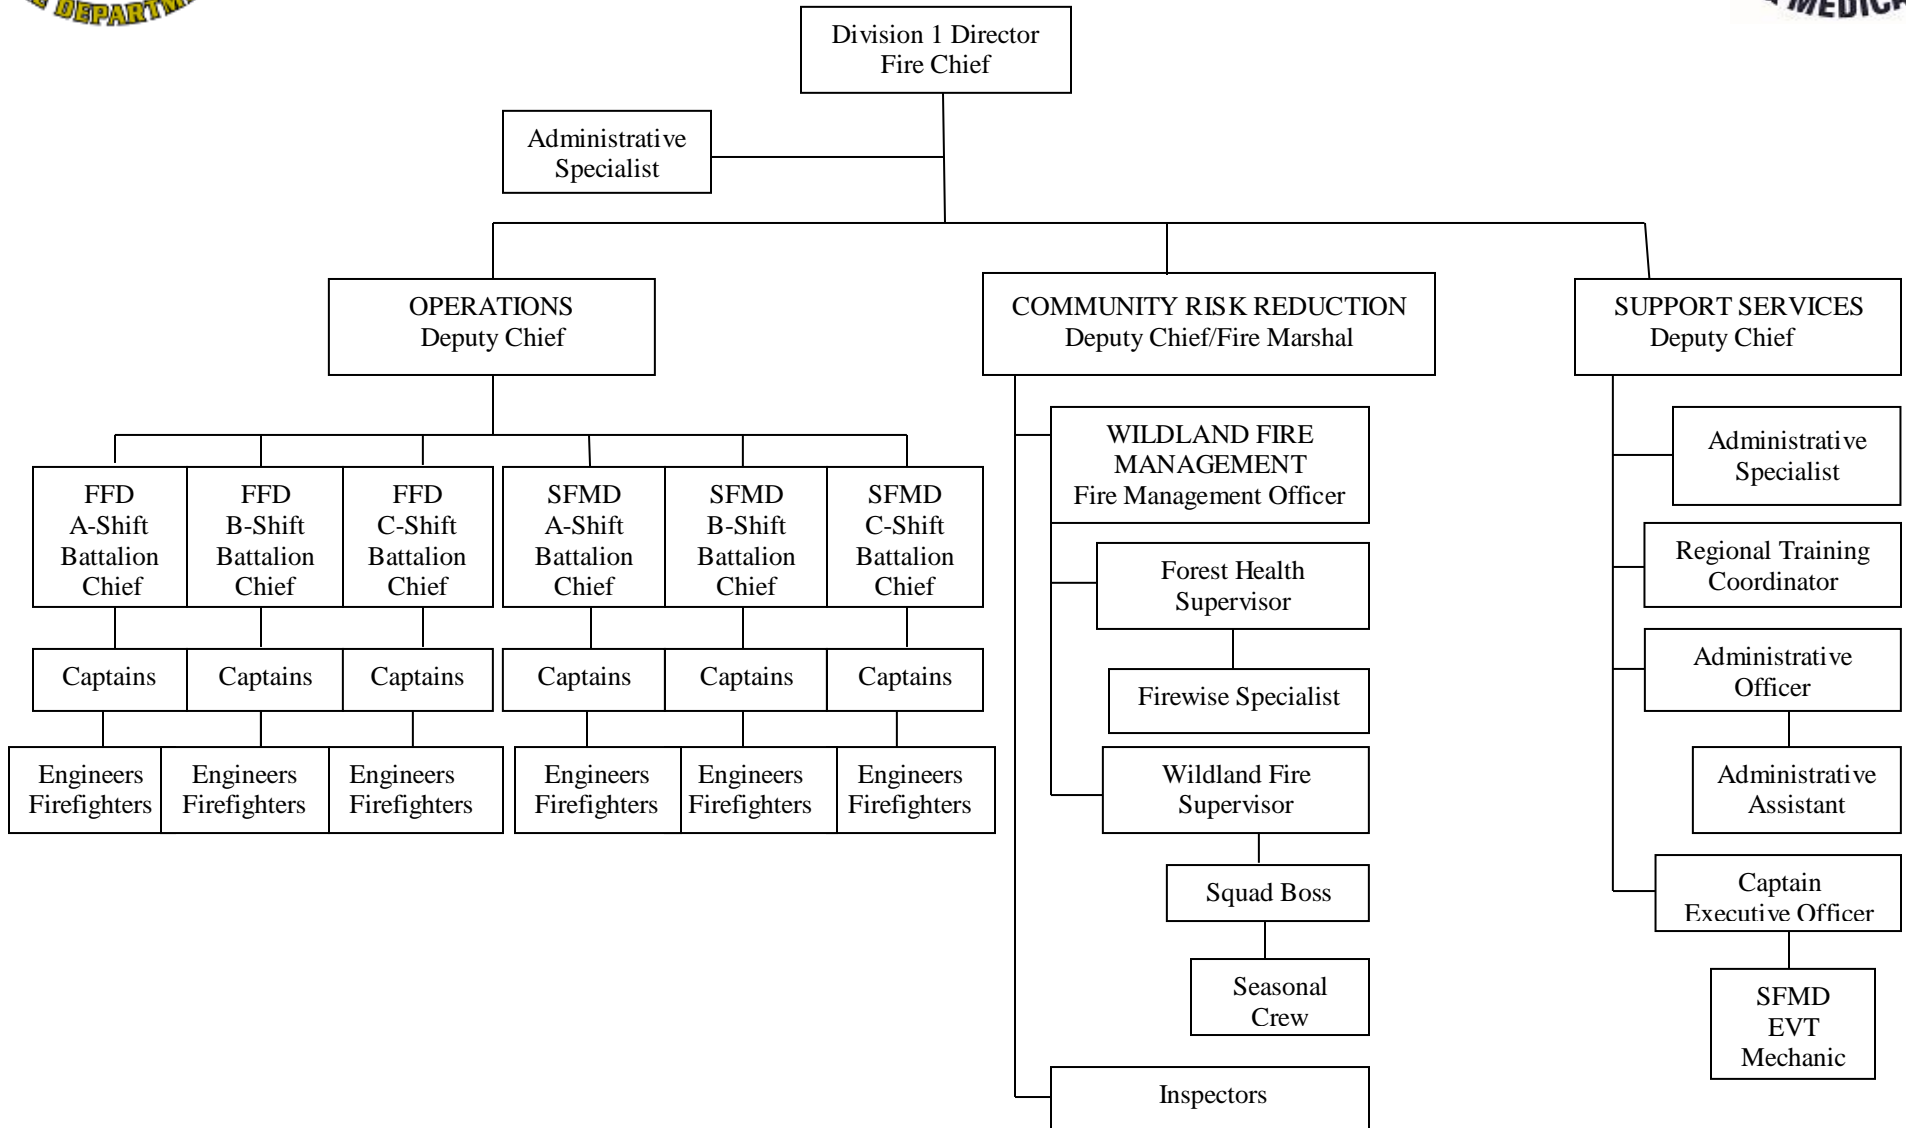 DEPARTM
MEDICA
Division 1 Director
Fire Chief
Administrative
Specialist
OPERATIONS
Deputy Chief
COMMUNITY RISK REDUCTION
Deputy Chief/Fire Marshal
SUPPORT SERVICES
Deputy Chief
FFD
A-Shift
Battalion
Chief
FFD
B-Shift
Battalion
Chief
FFD
C-Shift
Battalion
Chief
SFMD
A-Shift
Battalion
Chief
SFMD
B-Shift
Battalion
Chief
SFMD
C-Shift
Battalion
Chief
Captains
Captains
Captains
Captains
Captains
Captains
Engineers
Firefighters
Engineers
Firefighters
Engineers
Firefighters
Engineers
Firefighters
Engineers
Firefighters
Engineers
Firefighters
WILDLAND FIRE
MANAGEMENT
Fire Management Officer
Forest Health
Supervisor
Firewise Specialist
Wildland Fire
Supervisor
Squad Boss
Seasonal
Crew
Inspectors
Administrative
Specialist
Regional Training
Coordinator
Administrative
Officer
Administrative
Assistant
Captain
Executive Officer
SFMD
EVT
Mechanic